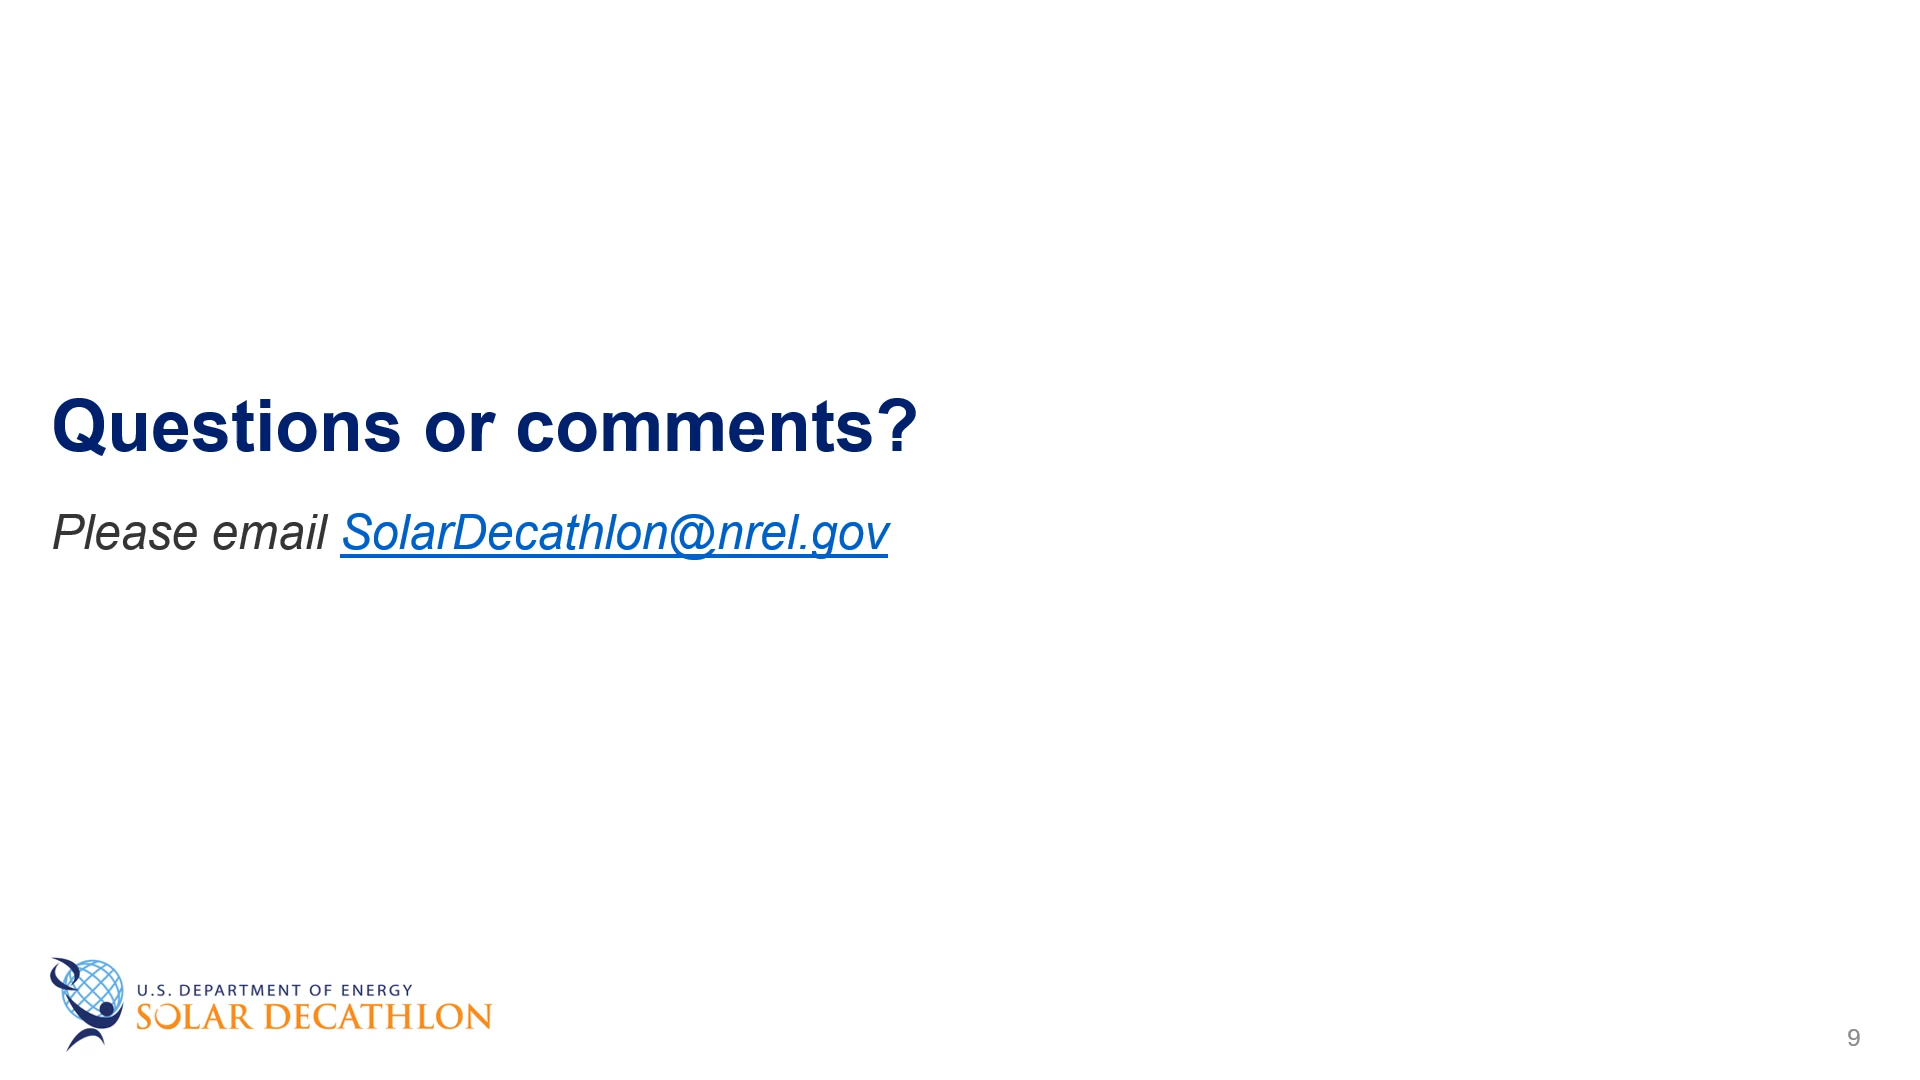 Questions or comments?
Please email SolarDecathlon@nrel.gov
U.S. DEPARTMENT OF ENERGY
SOLAR DECATHLON
9